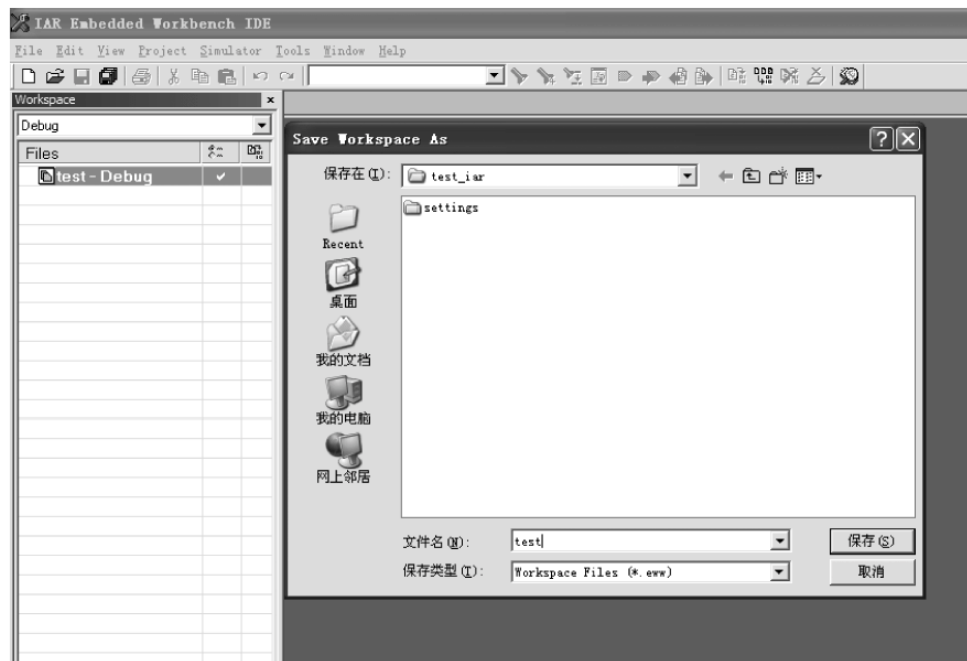 IAR Embedded Workbench IDE
File Edit View Project Simulator Tools Window Help
Workspace
Debug
Files
test - Debug
Save Workspace As
保存在(I):
test_iar
settings
Recent
桌面
我的文档
我的电脑
网上邻居
文件名(N):
test
保存(S)
保存类型(T):
Workspace Files (*.eww)
取消